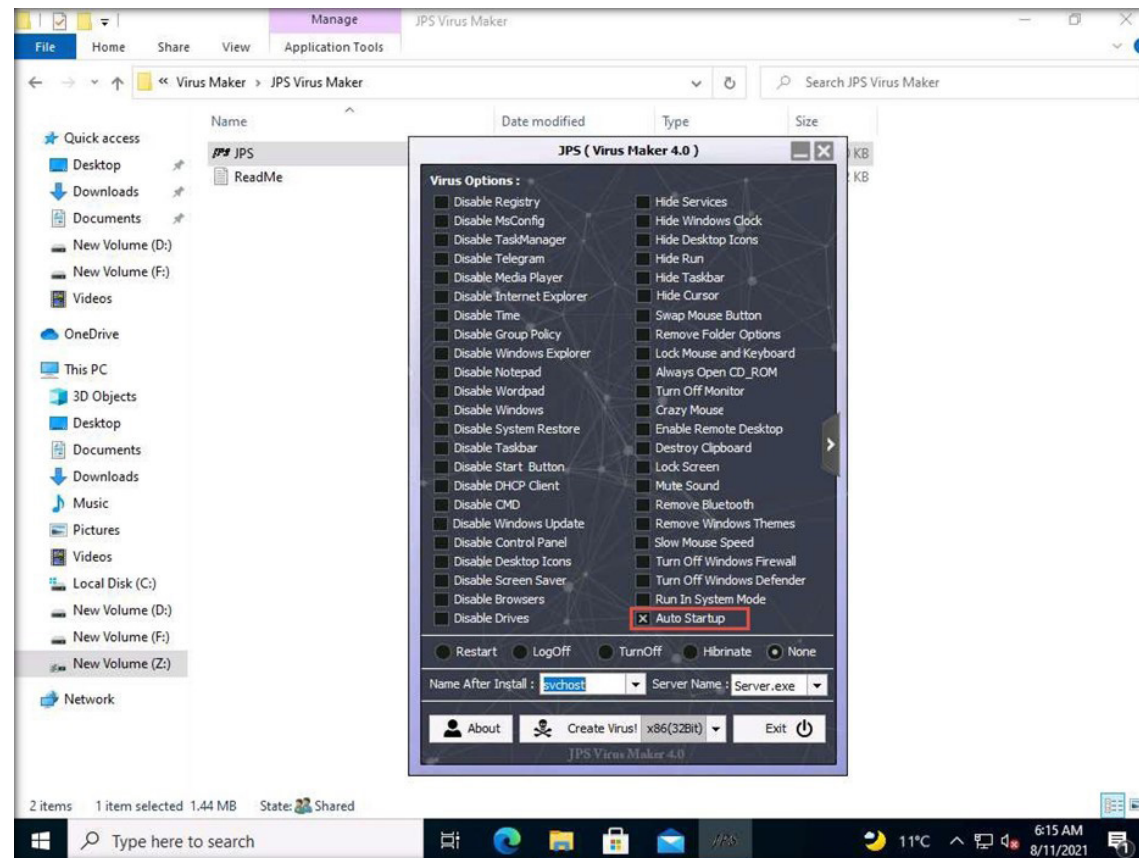 Manage
JPS Virus Maker
File
Home
Share
View
Application Tools
« Virus Maker > JPS Virus Maker
Search JPS Virus Maker
Name
Date modified
Type
Size
Quick access
Desktop
Downloads
Documents
New Volume (D:)
New Volume (F:)
Videos
OneDrive
This PC
3D Objects
Desktop
Documents
Downloads
Music
Pictures
Videos
Local Disk (C:)
New Volume (D:)
New Volume (F:)
New Volume (Z:)
Network
JPS JPS
KB
ReadMe
KB
JPS ( Virus Maker 4.0 )
Virus Options :
Disable Registry
Disable MsConfig
Disable TaskManager
Disable Telegram
Disable Media Player
Disable Internet Explorer
Disable Time
Disable Group Policy
Disable Windows Explorer
Disable Notepad
Disable Wordpad
Disable Windows
Disable System Restore
Disable Taskbar
Disable Start Button
Disable DHCP Client
Disable CMD
Disable Windows Update
Disable Control Panel
Disable Desktop Icons
Disable Screen Saver
Disable Browsers
Disable Drives
Hide Services
Hide Windows Clock
Hide Desktop Icons
Hide Run
Hide Taskbar
Hide Cursor
Swap Mouse Button
Remove Folder Options
Lock Mouse and Keyboard
Always Open CD_ROM
Turn Off Monitor
Crazy Mouse
Enable Remote Desktop
Destroy Clipboard
Lock Screen
Mute Sound
Remove Bluetooth
Remove Windows Themes
Slow Mouse Speed
Turn Off Windows Firewall
Turn Off Windows Defender
Run In System Mode
Auto Startup
Restart
LogOff
TurnOff
Hibrinate
None
Name After Install : svchost
Server Name : Server.exe
About
Create Virus!
x86(32Bit)
Exit
JPS Virus Maker 4.0
2 items
1 item selected 1.44 MB
State: Shared
Type here to search
JPS
11°C
6:15 AM
8/11/2021
1